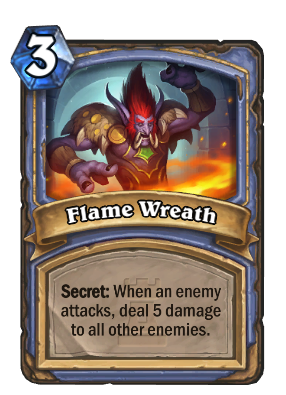 3
Flame Wreath
Secret: When an enemy
attacks, deal 5 damage
to all other enemies.